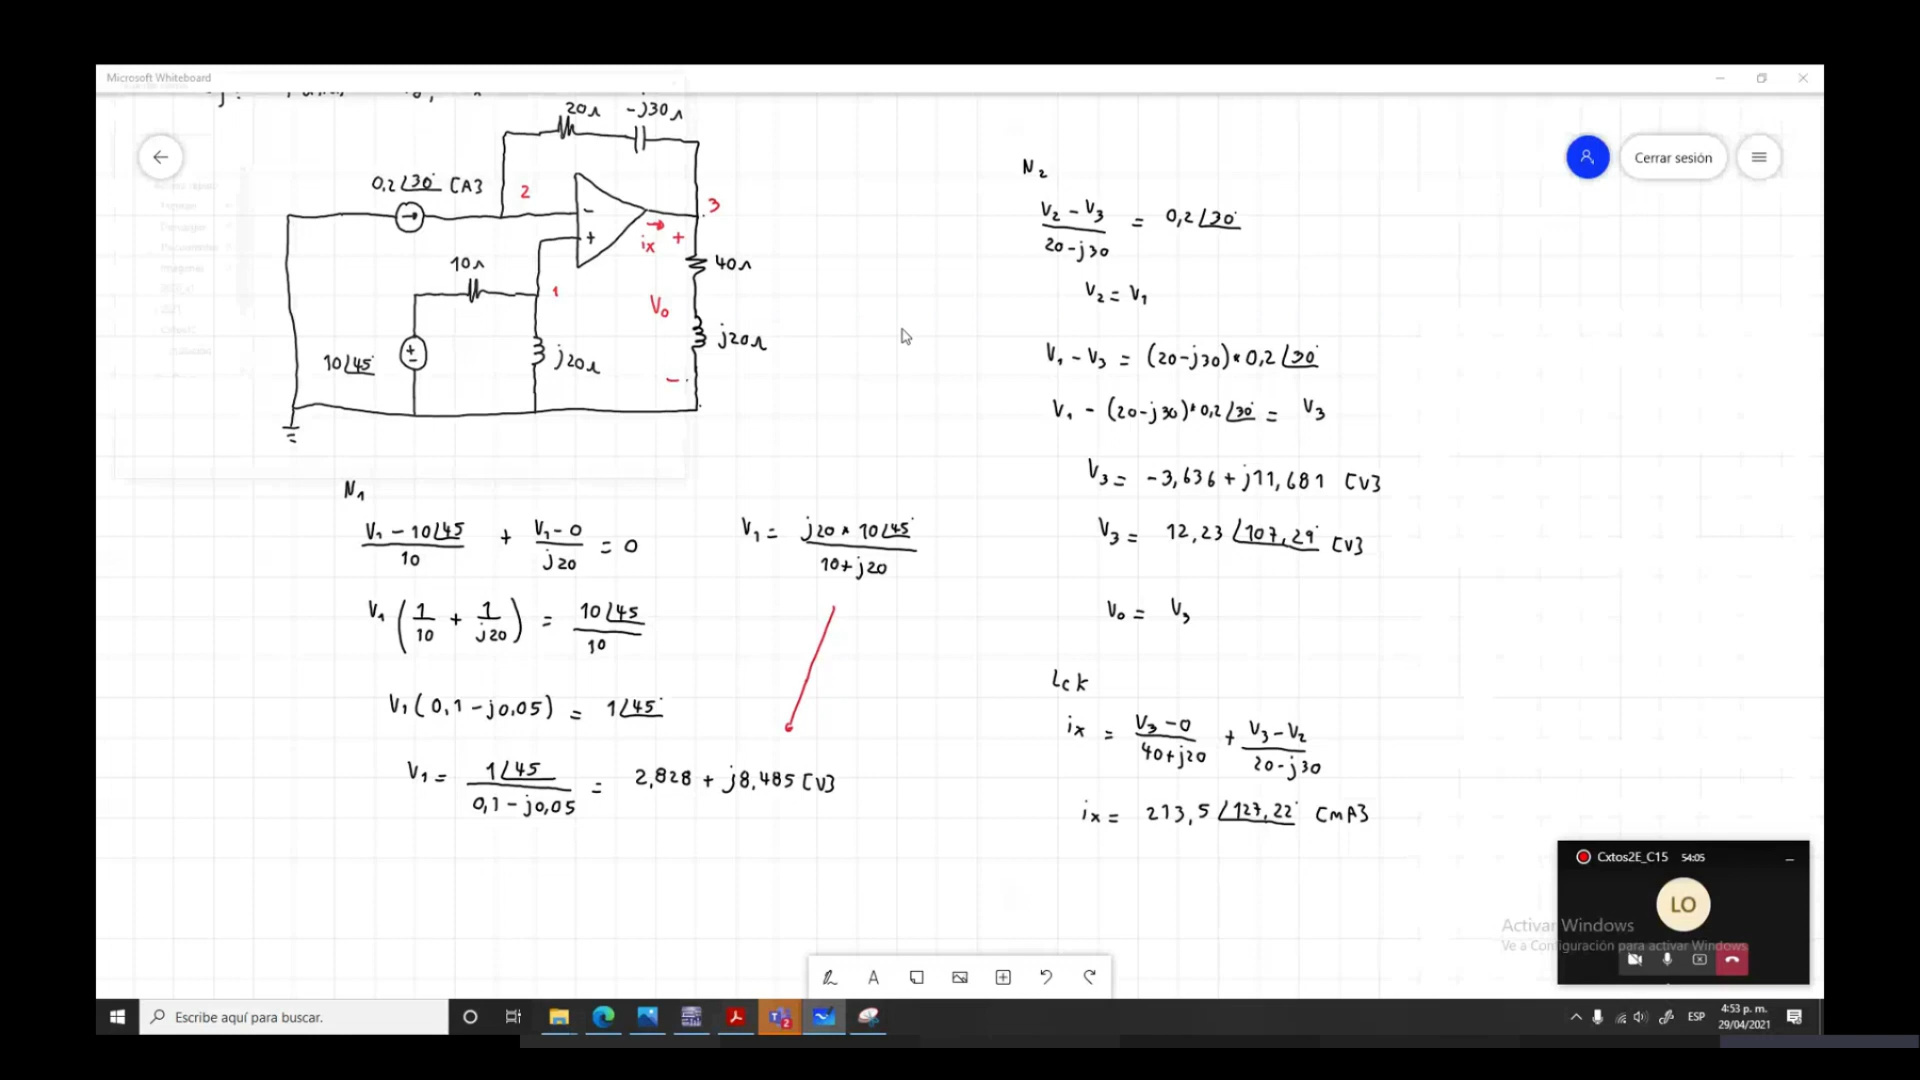 Microsoft Whiteboard
Cerrar sesión
20Ω -j30Ω
0,2∠30° [A]
2
3
-
+
ix
+
10Ω
1
40Ω
Vo
j20Ω
10∠45°
+
-
j20Ω
-
N1
(V1 - 10∠45)/10 + (V1 - 0)/j20 = 0
V1 (1/10 + 1/j20) = 10∠45/10
V1 (0,1 - j0,05) = 1∠45°
V1 = 1∠45/(0,1 - j0,05) = 2,828 + j8,485 [V]
V1 = (j20 * 10∠45°)/(10 + j20)
N2
(V2 - V3)/(20 - j30) = 0,2∠30°
V2 = V1
V1 - V3 = (20 - j30) * 0,2∠30°
V1 - (20 - j30) * 0,2∠30° = V3
V3 = -3,636 + j11,681 [V]
V3 = 12,23∠107,29° [V]
Vo = V3
LCK
ix = (V3 - 0)/(40 + j20) + (V3 - V2)/(20 - j30)
ix = 213,5∠127,22° [mA]
Cxtos2E_C15 54:05
LO
Activar Windows
Ve a Configuración para activar Windows.
A
Escribe aquí para buscar.
ESP
4:53 p. m.
29/04/2021